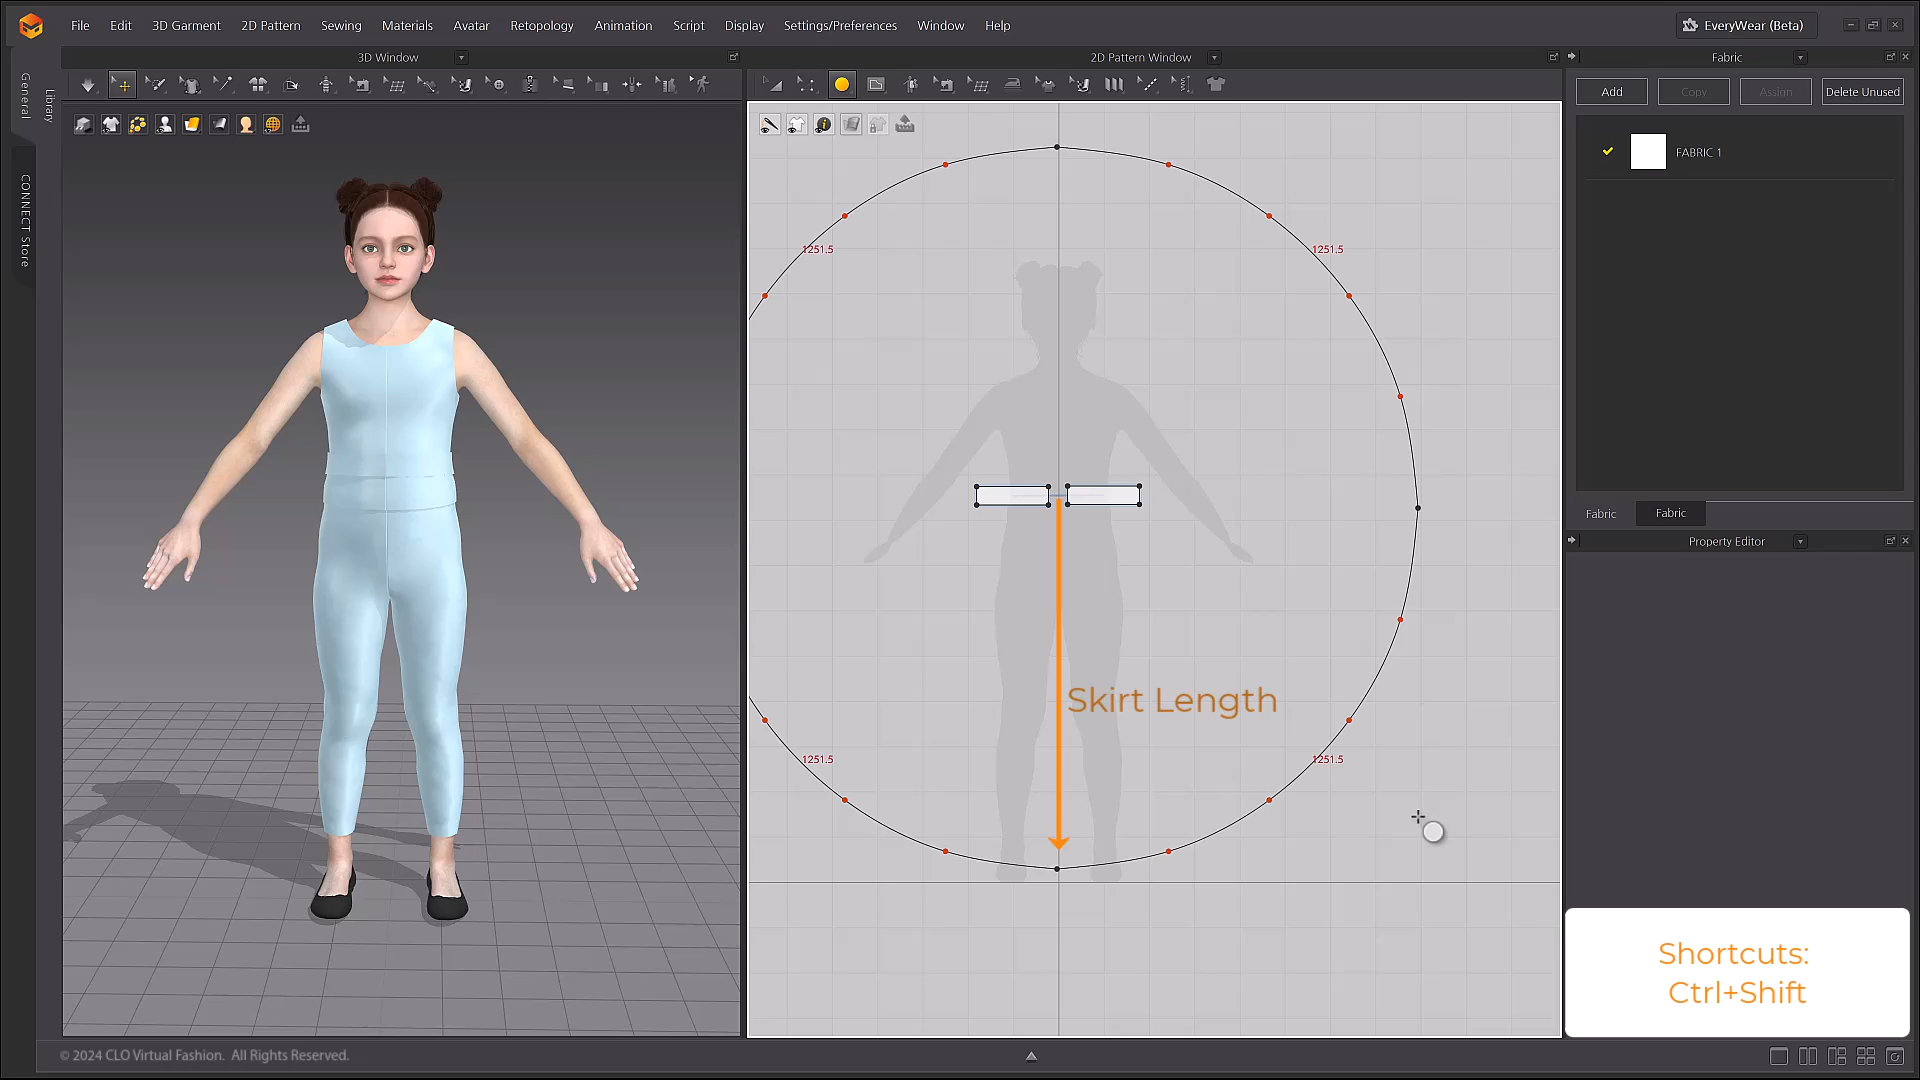 File Edit 3D Garment 2D Pattern Sewing Materials Avatar Retopology Animation Script Display Settings/Preferences Window Help
EveryWear (Beta)
3D Window
2D Pattern Window
Fabric
General
Library
CONNECT Store
Add Copy Assign Delete Unused
FABRIC 1
1251.5
1251.5
Fabric Fabric
Property Editor
Skirt Length
1251.5
1251.5
Shortcuts:
Ctrl+Shift
© 2024 CLO Virtual Fashion. All Rights Reserved.